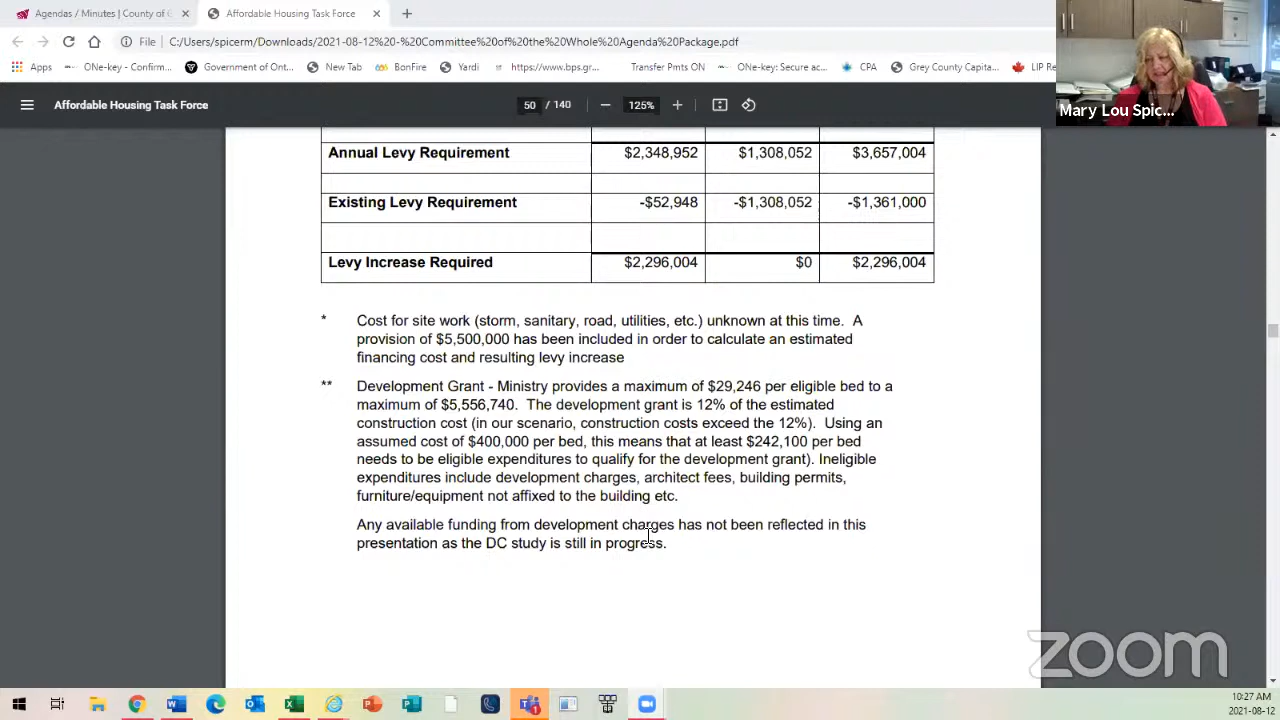 Agendas / Minutes | County of G
Affordable Housing Task Force
File
C:/Users/spicerm/Downloads/2021-08-12%20-%20Committee%20of%20the%20Whole%20Agenda%20Package.pdf
Apps
ONe-key - Confirm...
Government of Ont...
New Tab
BonFire
Yardi
https://www.bps.gr...
Transfer Pmts ON
ONe-key: Secure ac...
CPA
Grey County Capita...
LIP Re
Mary Lou Spic...
Affordable Housing Task Force
50 / 140
125%
Annual Levy Requirement $2,348,952 $1,308,052 $3,657,004
Existing Levy Requirement -$52,948 -$1,308,052 -$1,361,000
Levy Increase Required $2,296,004 $0 $2,296,004
* Cost for site work (storm, sanitary, road, utilities, etc.) unknown at this time. A
provision of $5,500,000 has been included in order to calculate an estimated
financing cost and resulting levy increase
** Development Grant - Ministry provides a maximum of $29,246 per eligible bed to a
maximum of $5,556,740. The development grant is 12% of the estimated
construction cost (in our scenario, construction costs exceed the 12%). Using an
assumed cost of $400,000 per bed, this means that at least $242,100 per bed
needs to be eligible expenditures to qualify for the development grant). Ineligible
expenditures include development charges, architect fees, building permits,
furniture/equipment not affixed to the building etc.
Any available funding from development charges has not been reflected in this
presentation as the DC study is still in progress.
zoom
10:27 AM
2021-08-12